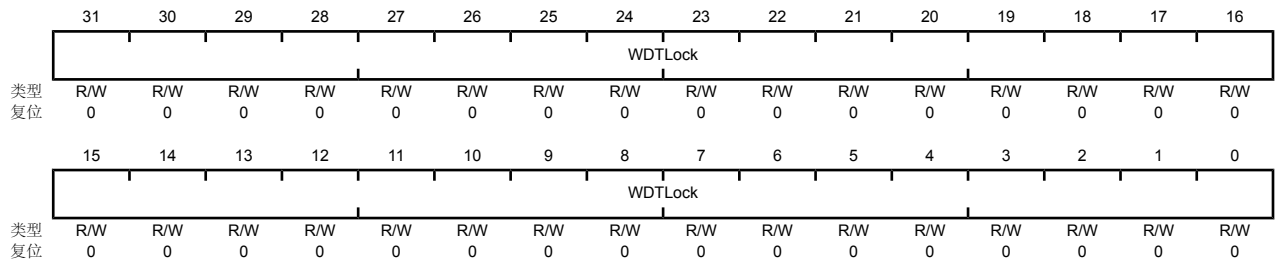 31 30 29 28 27 26 25 24 23 22 21 20 19 18 17 16
WDTLock
类型 R/W R/W R/W R/W R/W R/W R/W R/W R/W R/W R/W R/W R/W R/W R/W R/W
复位 0 0 0 0 0 0 0 0 0 0 0 0 0 0 0 0
15 14 13 12 11 10 9 8 7 6 5 4 3 2 1 0
WDTLock
类型 R/W R/W R/W R/W R/W R/W R/W R/W R/W R/W R/W R/W R/W R/W R/W R/W
复位 0 0 0 0 0 0 0 0 0 0 0 0 0 0 0 0